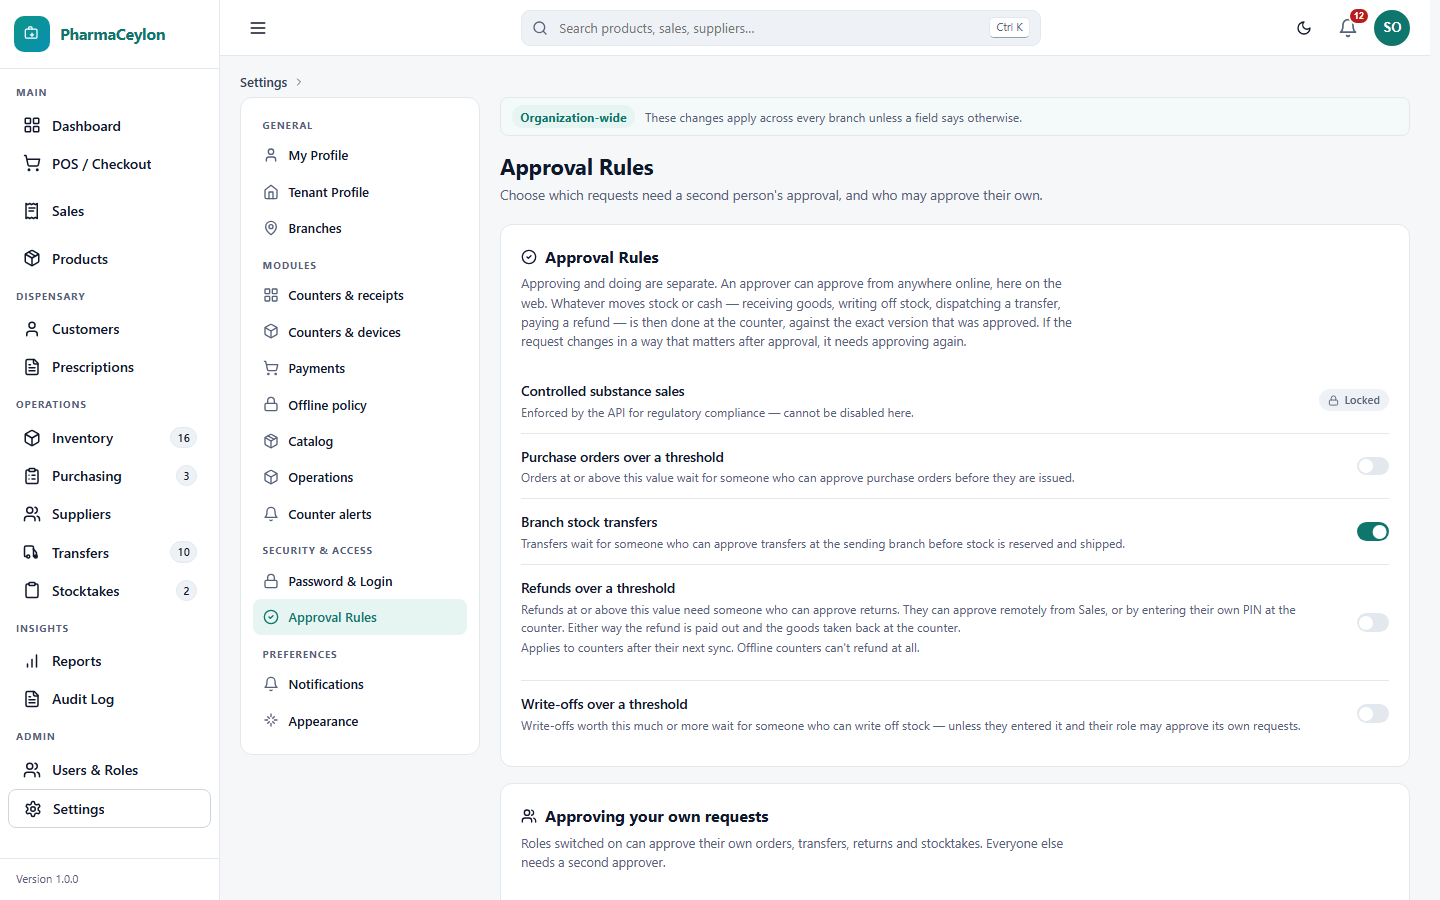 PharmaCeylon
Search products, sales, suppliers...
Ctrl K
12
SO
MAIN
Dashboard
POS / Checkout
Sales
Products
DISPENSARY
Customers
Prescriptions
OPERATIONS
Inventory
16
Purchasing
3
Suppliers
Transfers
10
Stocktakes
2
INSIGHTS
Reports
Audit Log
ADMIN
Users & Roles
Settings
Version 1.0.0
Settings
GENERAL
My Profile
Tenant Profile
Branches
MODULES
Counters & receipts
Counters & devices
Payments
Offline policy
Catalog
Operations
Counter alerts
SECURITY & ACCESS
Password & Login
Approval Rules
PREFERENCES
Notifications
Appearance
Organization-wide These changes apply across every branch unless a field says otherwise.
Approval Rules
Choose which requests need a second person's approval, and who may approve their own.
Approval Rules
Approving and doing are separate. An approver can approve from anywhere online, here on the
web. Whatever moves stock or cash — receiving goods, writing off stock, dispatching a transfer,
paying a refund — is then done at the counter, against the exact version that was approved. If the
request changes in a way that matters after approval, it needs approving again.
Controlled substance sales
Enforced by the API for regulatory compliance — cannot be disabled here.
Locked
Purchase orders over a threshold
Orders at or above this value wait for someone who can approve purchase orders before they are issued.
Branch stock transfers
Transfers wait for someone who can approve transfers at the sending branch before stock is reserved and shipped.
Refunds over a threshold
Refunds at or above this value need someone who can approve returns. They can approve remotely from Sales, or by entering their own PIN at the
counter. Either way the refund is paid out and the goods taken back at the counter.
Applies to counters after their next sync. Offline counters can't refund at all.
Write-offs over a threshold
Write-offs worth this much or more wait for someone who can write off stock — unless they entered it and their role may approve its own requests.
Approving your own requests
Roles switched on can approve their own orders, transfers, returns and stocktakes. Everyone else
needs a second approver.